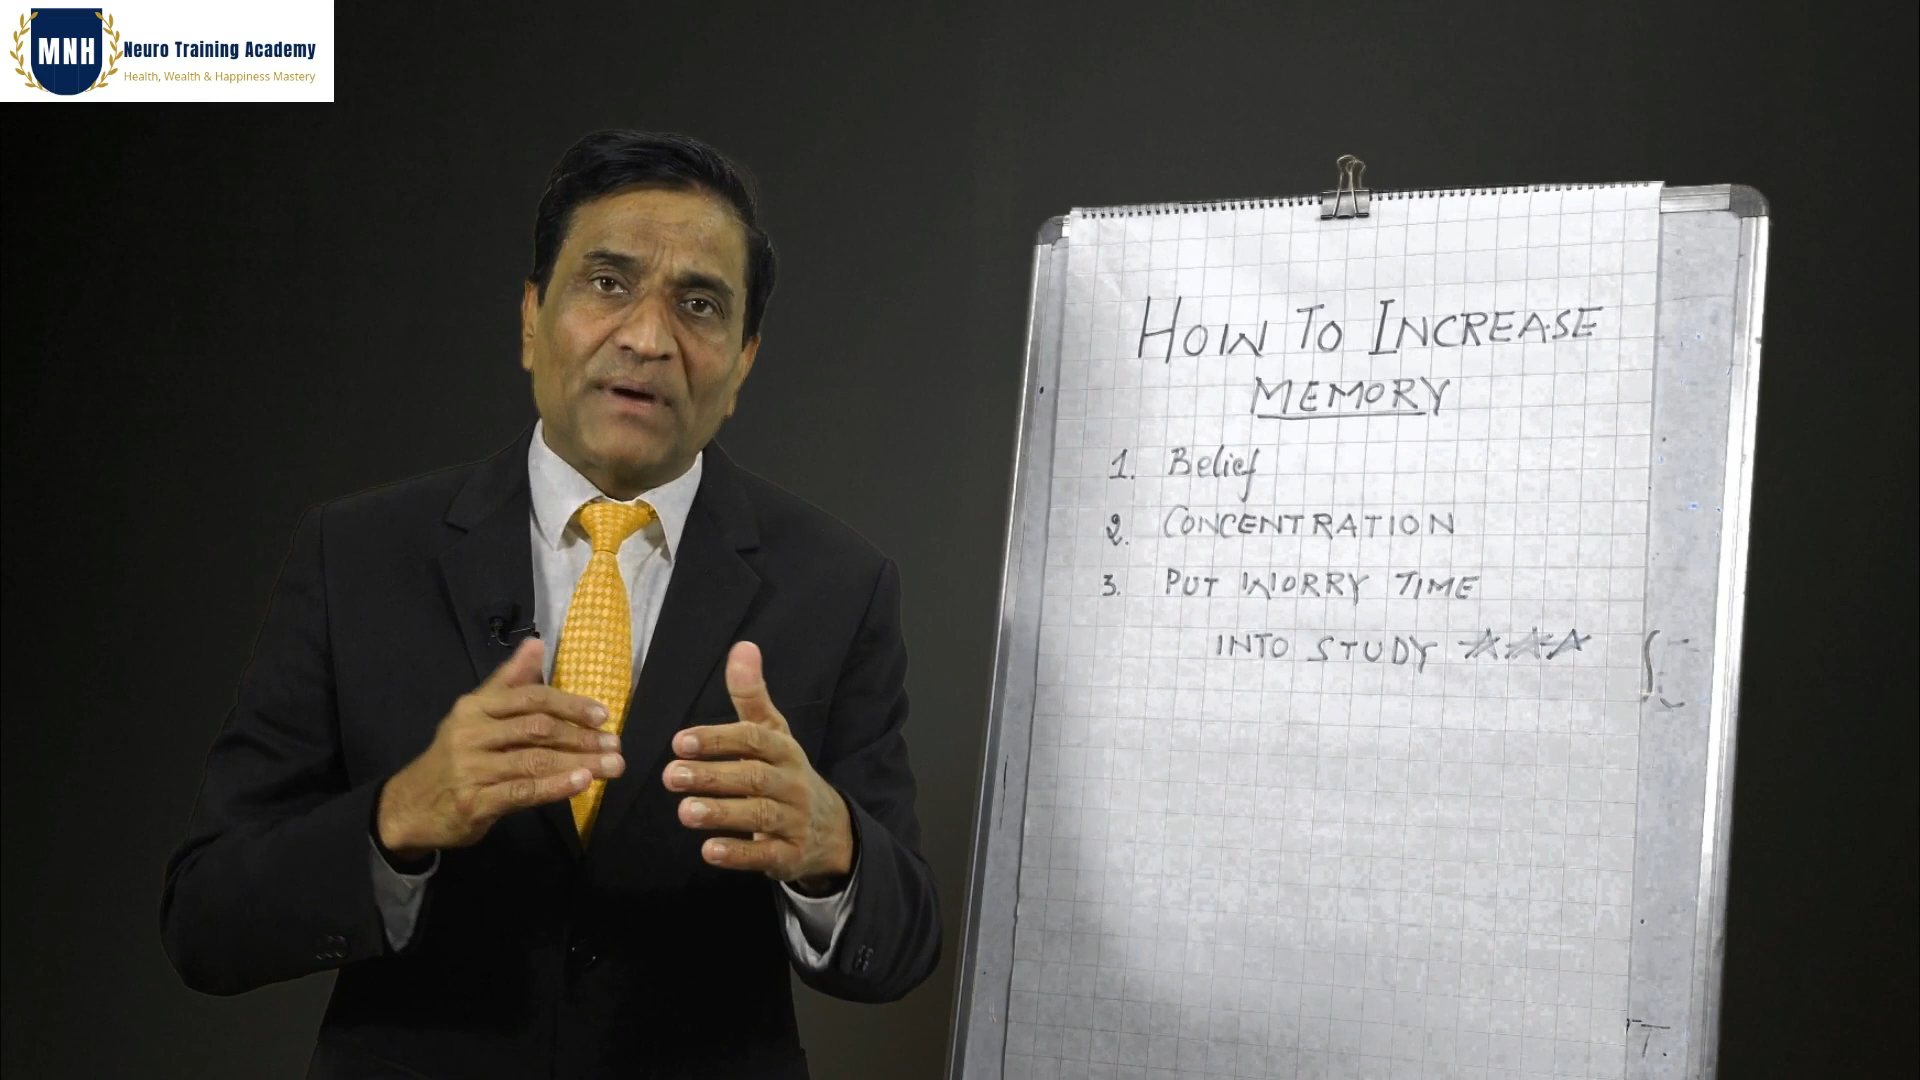 MNH
Neuro Training Academy
Health, Wealth & Happiness Mastery
HOW TO INCREASE
MEMORY
1. Belief
2. CONCENTRATION
3. PUT WORRY TIME
INTO STUDY